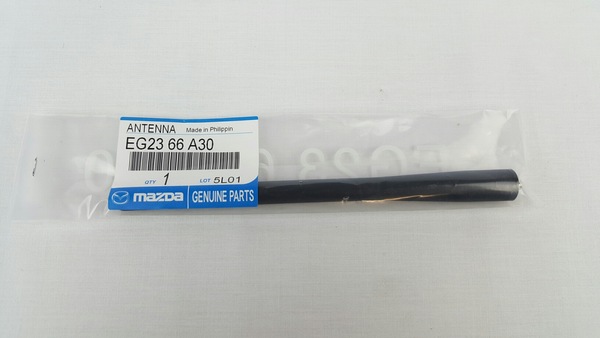 ANTENNA Made in Philippin
EG23 66 A30
QTY 1 LOT 5L01
mazda GENUINE PARTS